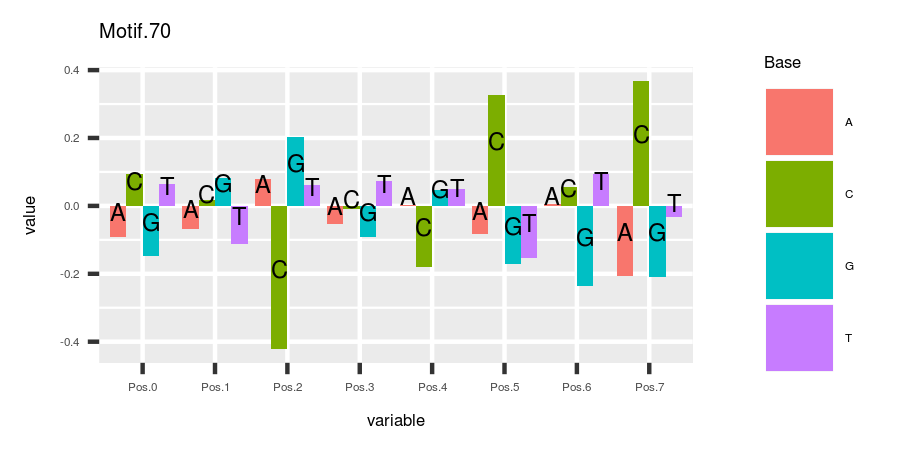 Motif.70
value
0.4
0.2
0.0
-0.2
-0.4
A C G T A C G T A C G T A C G T A C G T A C G T A C G T A C G T
Pos.0 Pos.1 Pos.2 Pos.3 Pos.4 Pos.5 Pos.6 Pos.7
variable
Base
A
C
G
T